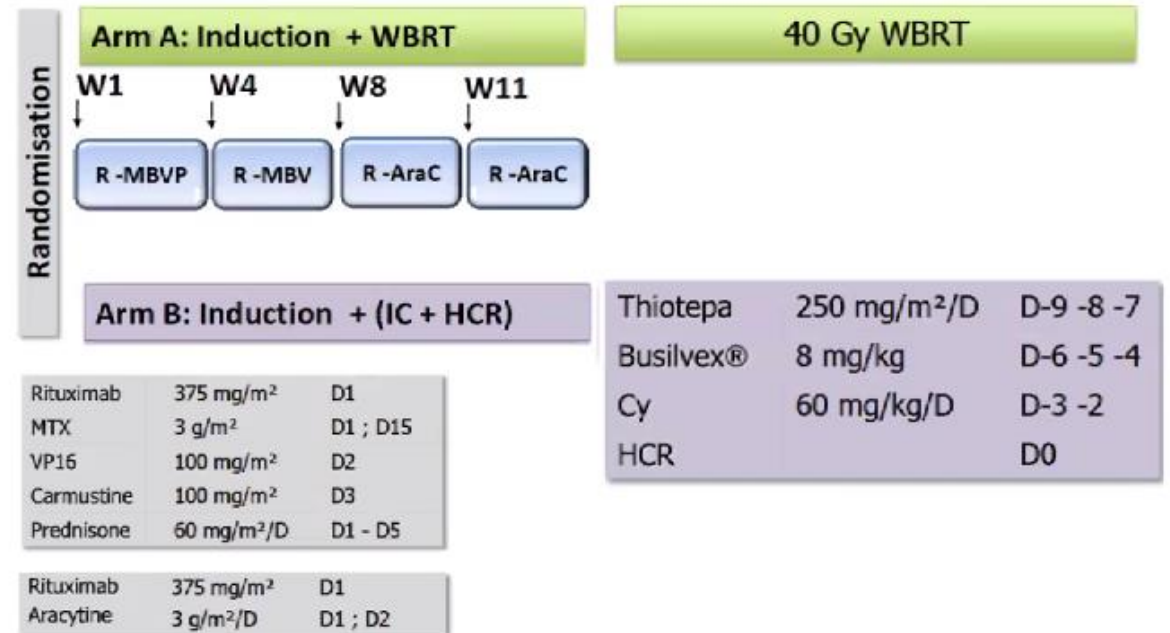 Randomisation
Arm A: Induction + WBRT
40 Gy WBRT
W1 W4 W8 W11
R -MBVP R -MBV R -AraC R -AraC
Arm B: Induction + (IC + HCR)
Thiotepa 250 mg/m²/D D-9 -8 -7
Busilvex® 8 mg/kg D-6 -5 -4
Cy 60 mg/kg/D D-3 -2
HCR D0
Rituximab 375 mg/m² D1
MTX 3 g/m² D1 ; D15
VP16 100 mg/m² D2
Carmustine 100 mg/m² D3
Prednisone 60 mg/m²/D D1 - D5
Rituximab 375 mg/m² D1
Aracytine 3 g/m²/D D1 ; D2